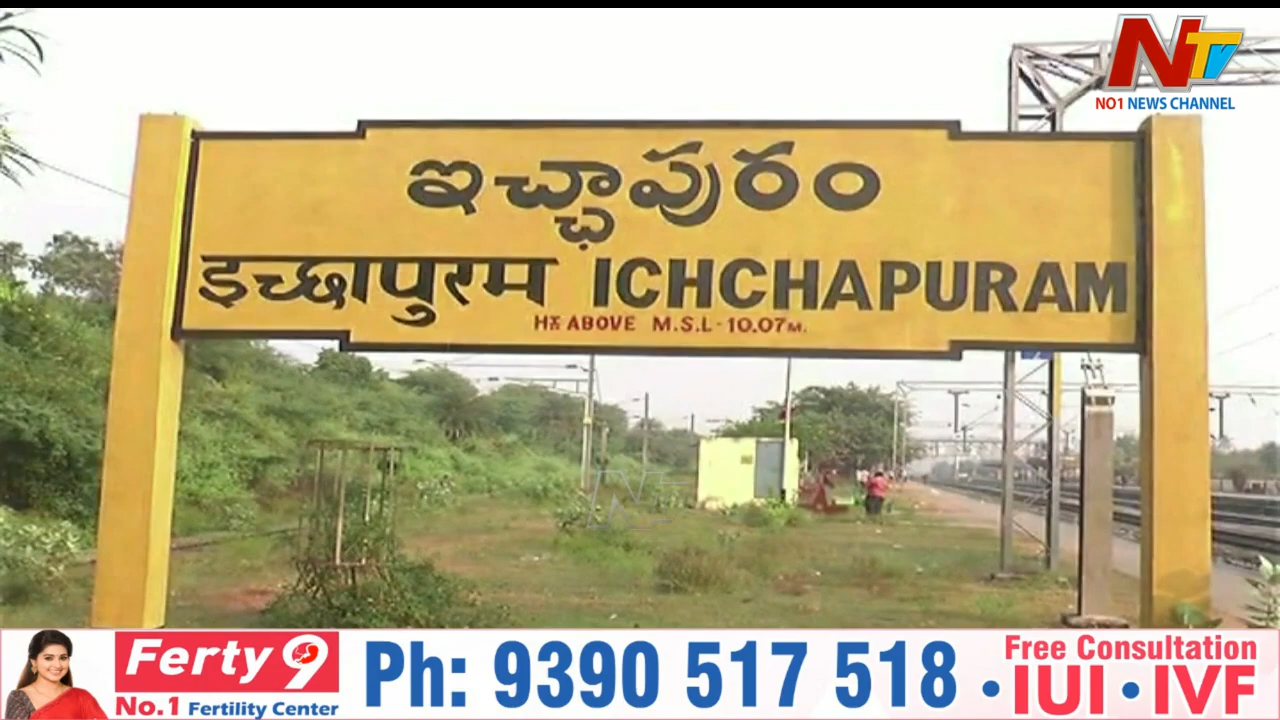 NTV
NO1 NEWS CHANNEL
ఇచ్ఛాపురం
इच्छापुरम ICHCHAPURAM
HT. ABOVE M.S.L-10.07M.
Ferty9
No.1 Fertility Center
Ph: 9390 517 518
Free Consultation
• IUI • IVF